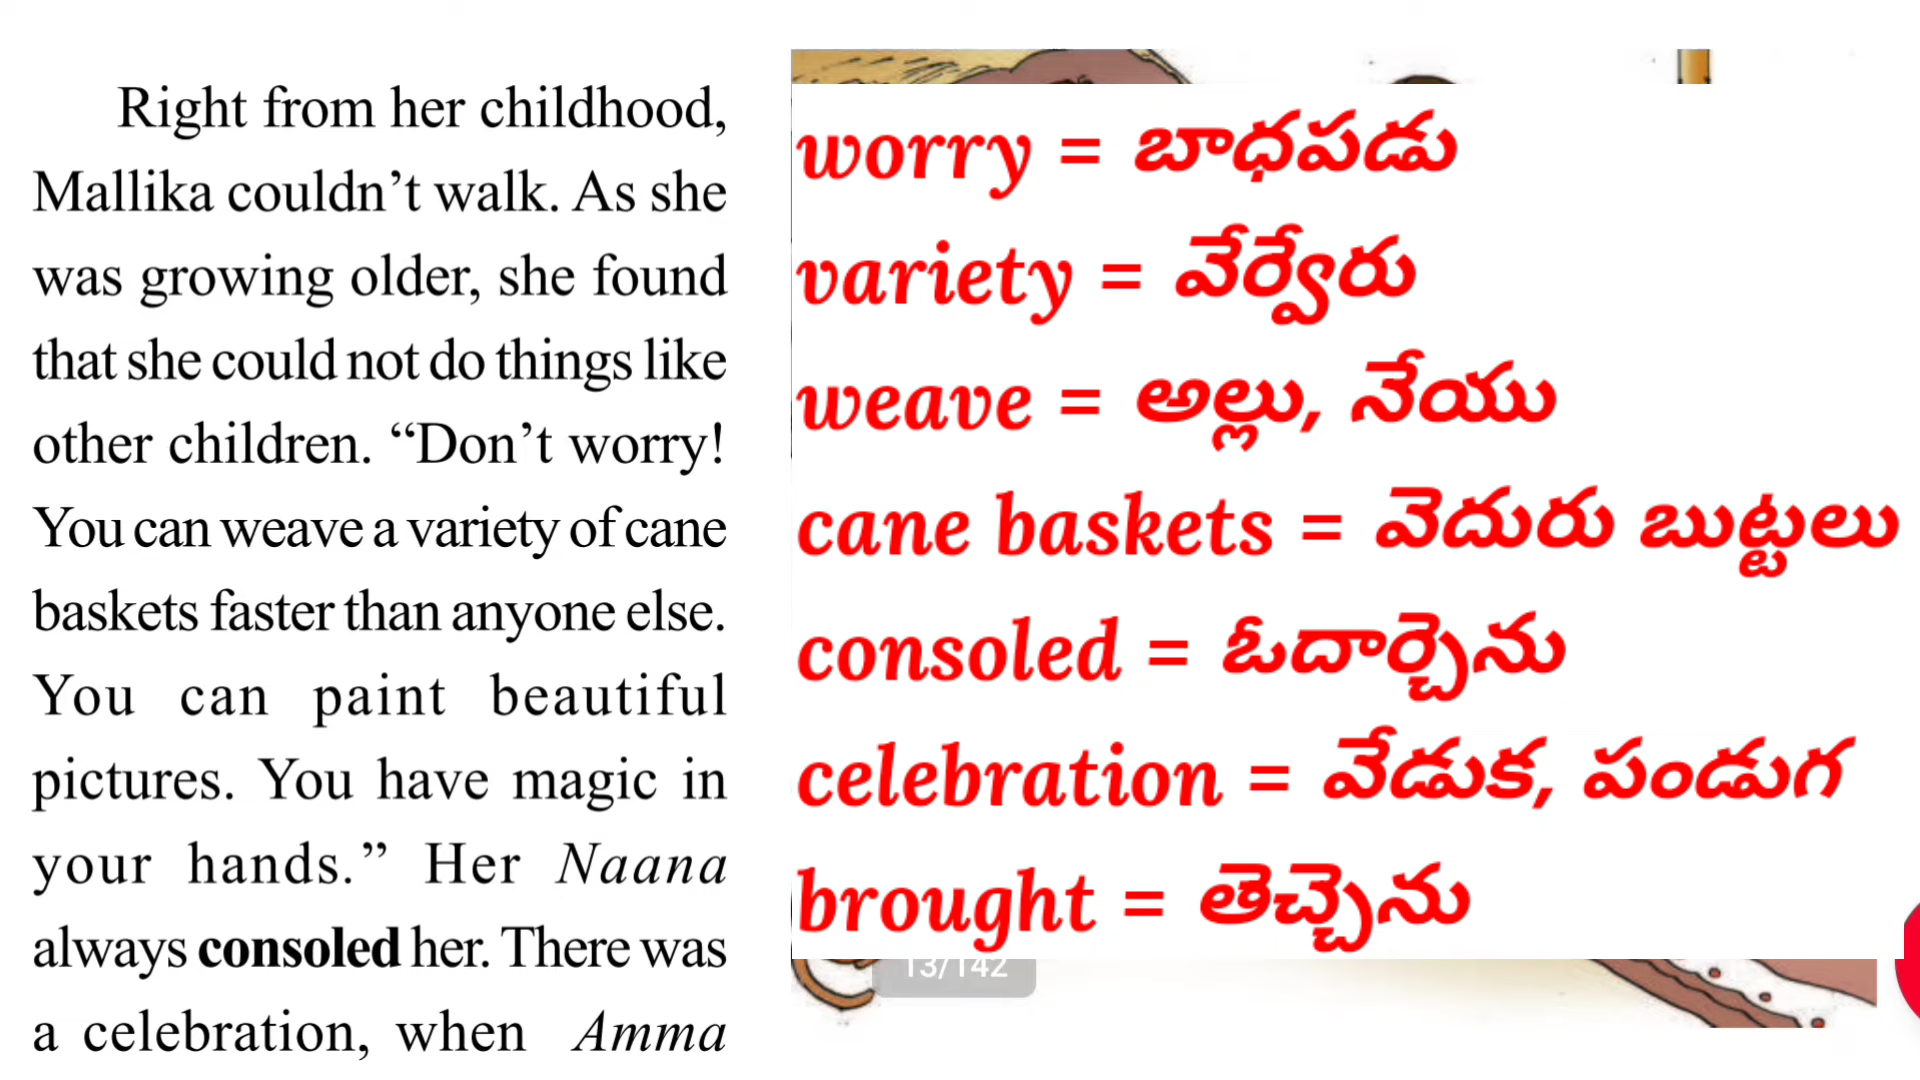 Right from her childhood,
Mallika couldn’t walk. As she
was growing older, she found
that she could not do things like
other children. “Don’t worry!
You can weave a variety of cane
baskets faster than anyone else.
You can paint beautiful
pictures. You have magic in
your hands.” Her Naana
always consoled her. There was
a celebration, when Amma
worry = బాధపడు
variety = వేర్వేరు
weave = అల్లు, నేయు
cane baskets = వెదురు బుట్టలు
consoled = ఓదార్చెను
celebration = వేడుక, పండుగ
brought = తెచ్చెను
13/142